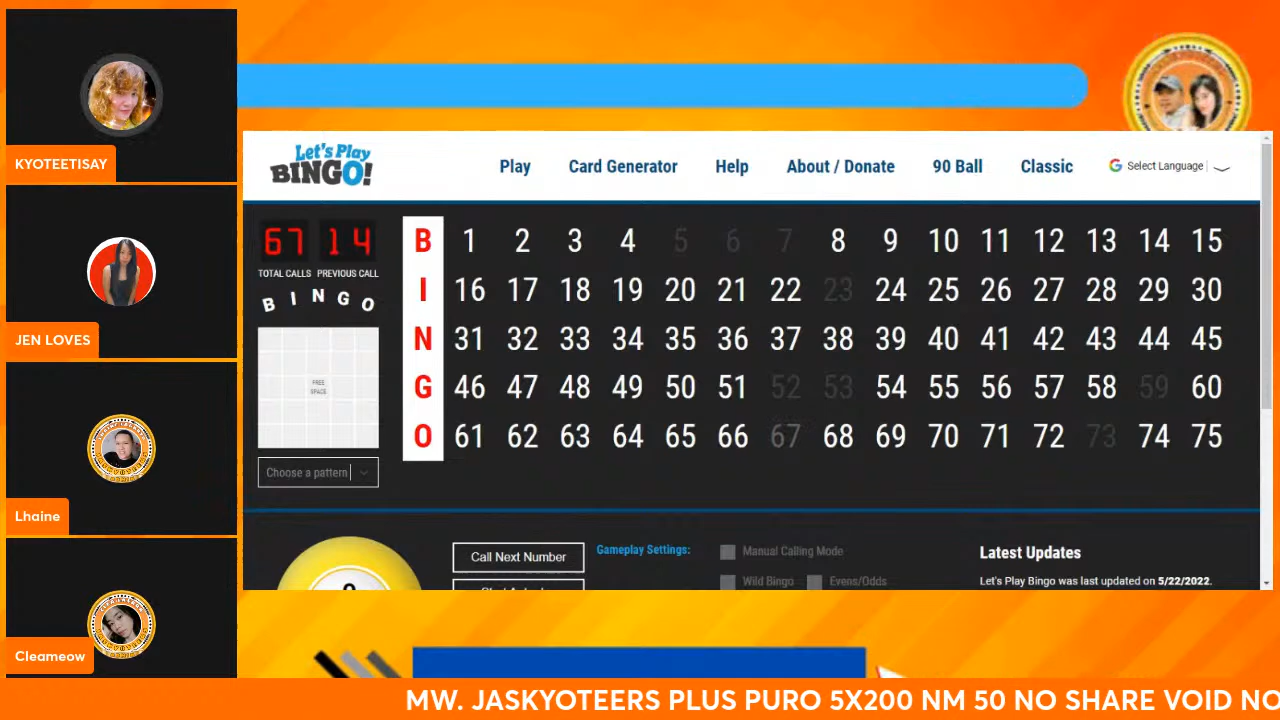 KYOTEETISAY
JEN LOVES
Lhaine
Cleameow
Let's Play
BINGO!
Play Card Generator Help About / Donate 90 Ball Classic Select Language
67 14
TOTAL CALLS PREVIOUS CALL
B I N G O
FREE
SPACE
Choose a pattern
B 1 2 3 4 5 6 7 8 9 10 11 12 13 14 15
I 16 17 18 19 20 21 22 23 24 25 26 27 28 29 30
N 31 32 33 34 35 36 37 38 39 40 41 42 43 44 45
G 46 47 48 49 50 51 52 53 54 55 56 57 58 59 60
O 61 62 63 64 65 66 67 68 69 70 71 72 73 74 75
Call Next Number
Gameplay Settings:
Manual Calling Mode
Wild Bingo Evens/Odds
Latest Updates
Let's Play Bingo was last updated on 5/22/2022.
MW. JASKYOTEERS PLUS PURO 5X200 NM 50 NO SHARE VOID NO